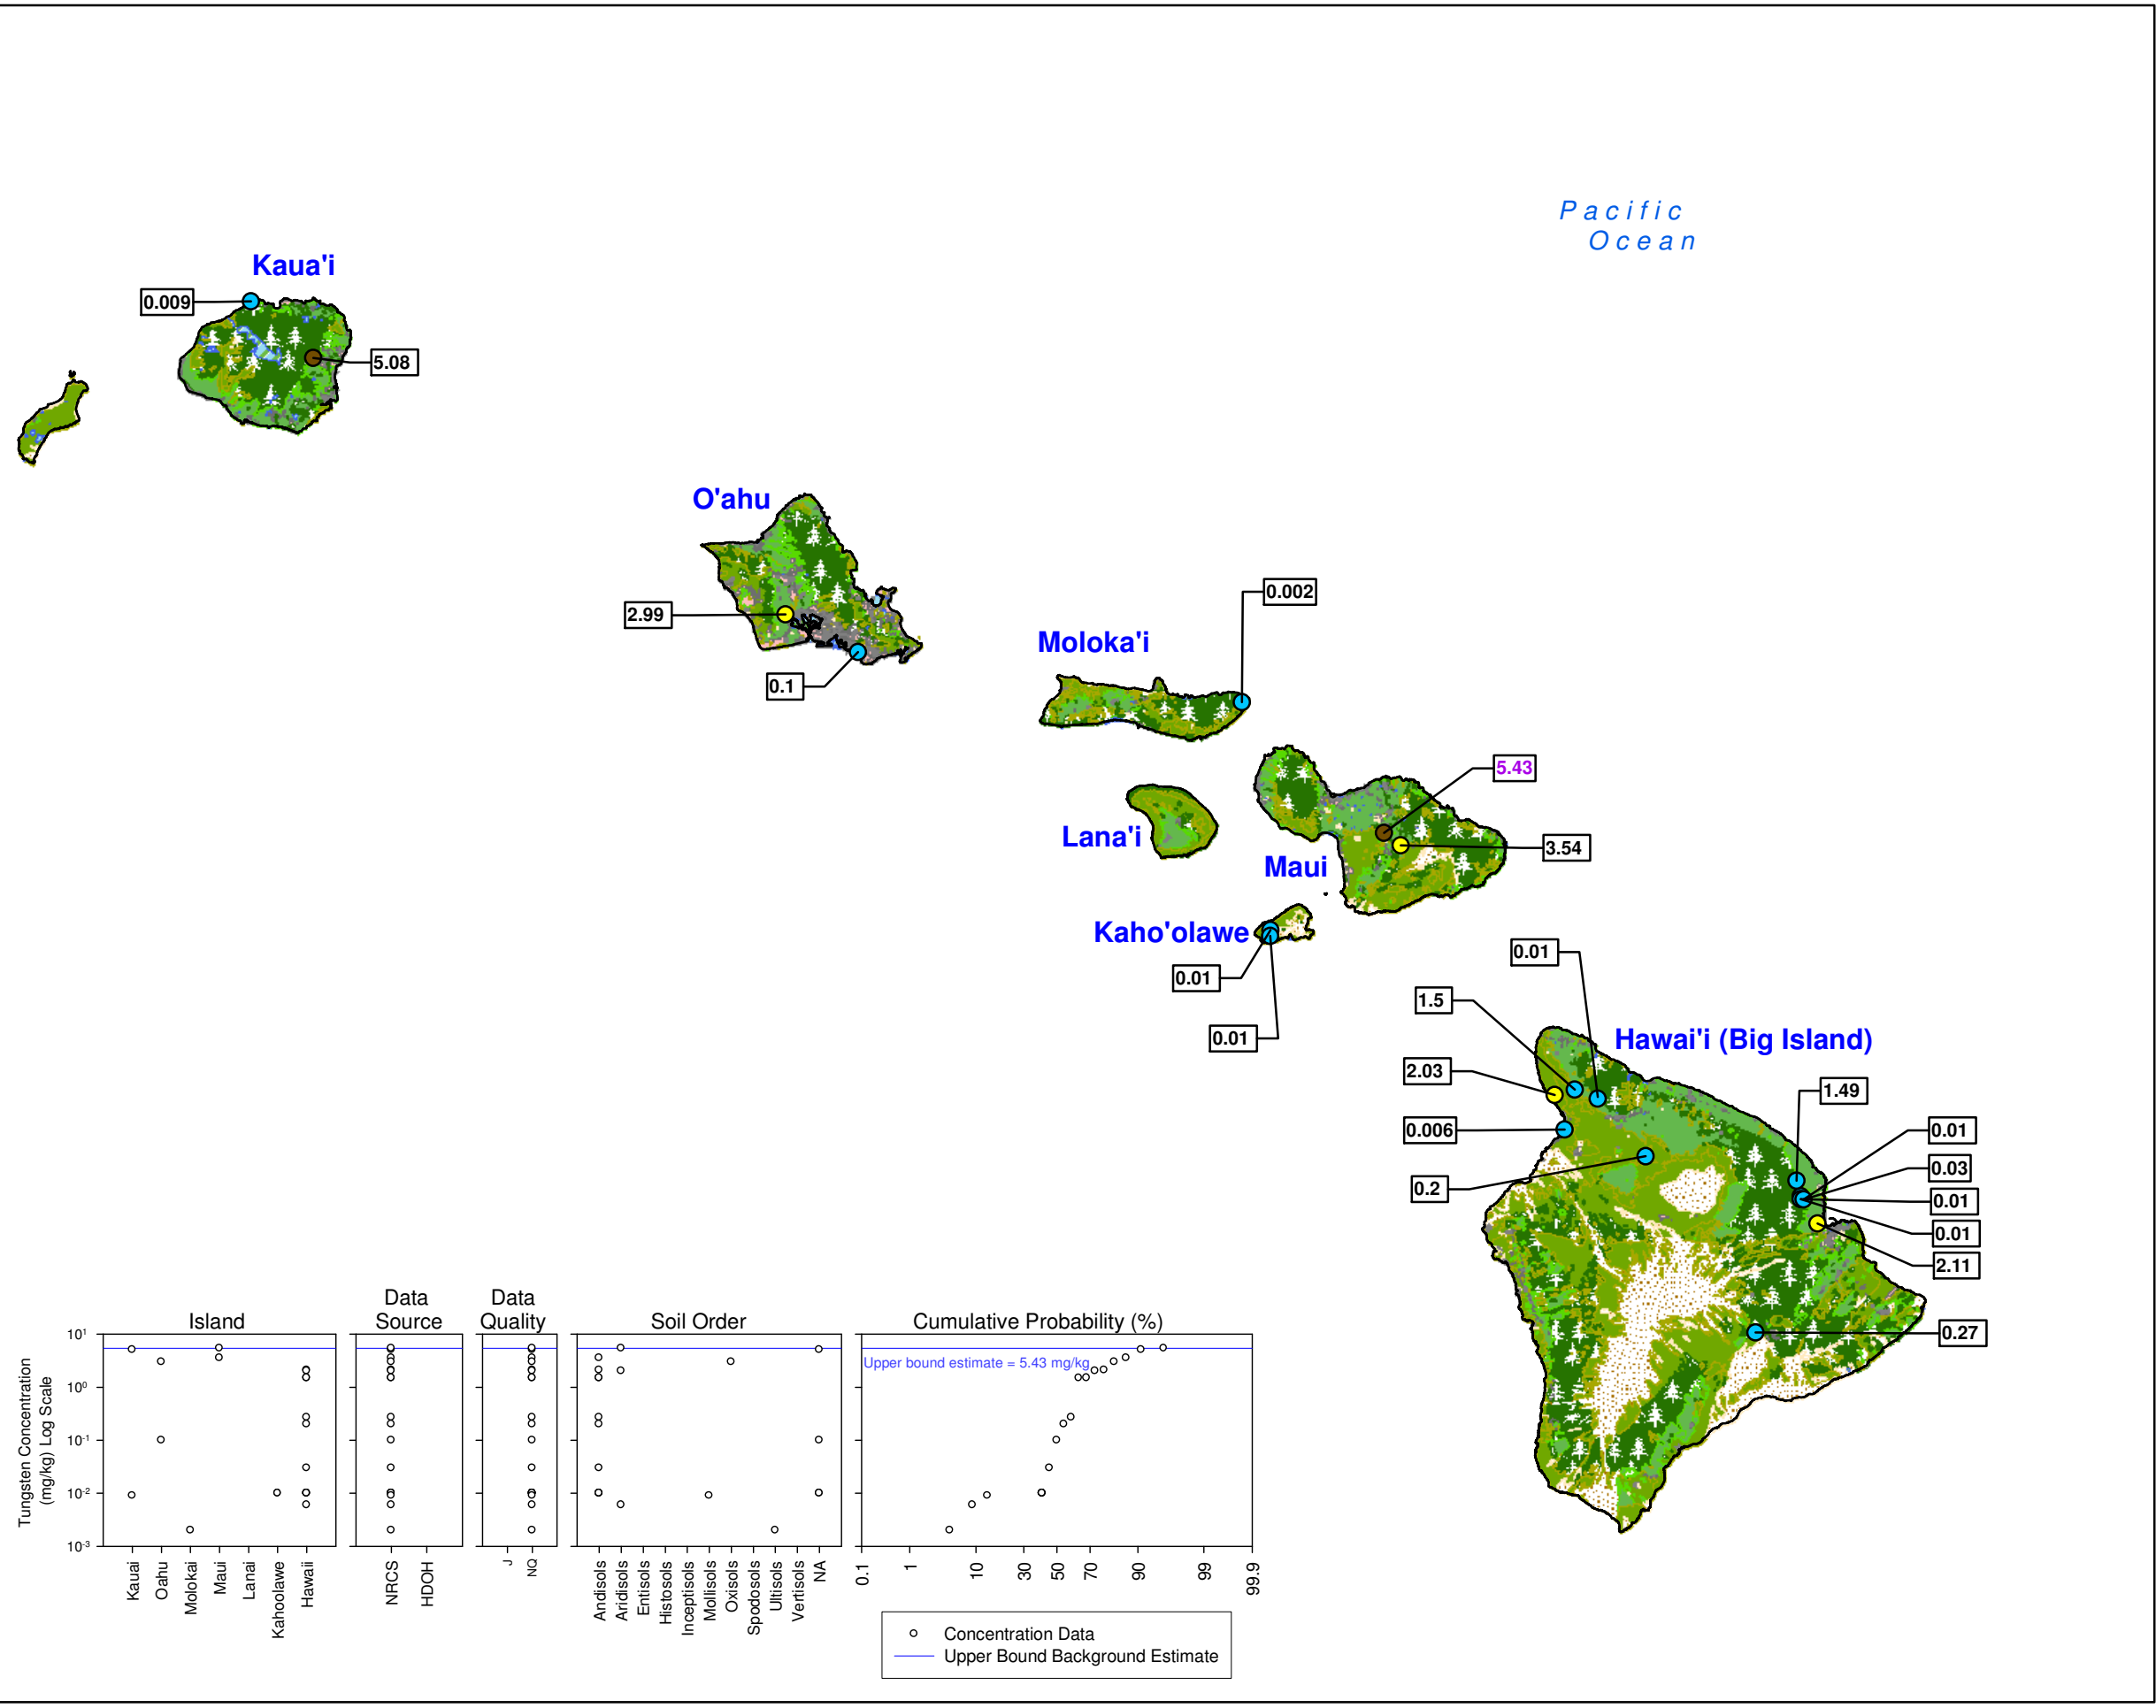 Pacific
Ocean
Kaua'i
0.009
5.08
O'ahu
2.99
0.1
0.002
Moloka'i
5.43
Lana'i
3.54
Maui
Kaho'olawe
0.01
0.01
0.01
1.5
Hawai'i (Big Island)
2.03
1.49
0.006
0.01
0.03
0.2
0.01
0.01
2.11
0.27
Island
Data
Source
Data
Quality
Soil Order
Cumulative Probability (%)
Tungsten Concentration
(mg/kg) Log Scale
10¹
10⁰
10⁻¹
10⁻²
10⁻³
Upper bound estimate = 5.43 mg/kg
Kauai
Oahu
Molokai
Maui
Lanai
Kahoolawe
Hawaii
NRCS
HDOH
J
NQ
Andisols
Aridisols
Entisols
Histosols
Inceptisols
Mollisols
Oxisols
Spodosols
Ultisols
Vertisols
NA
0.1
1
10
30
50
70
90
99
99.9
Concentration Data
Upper Bound Background Estimate